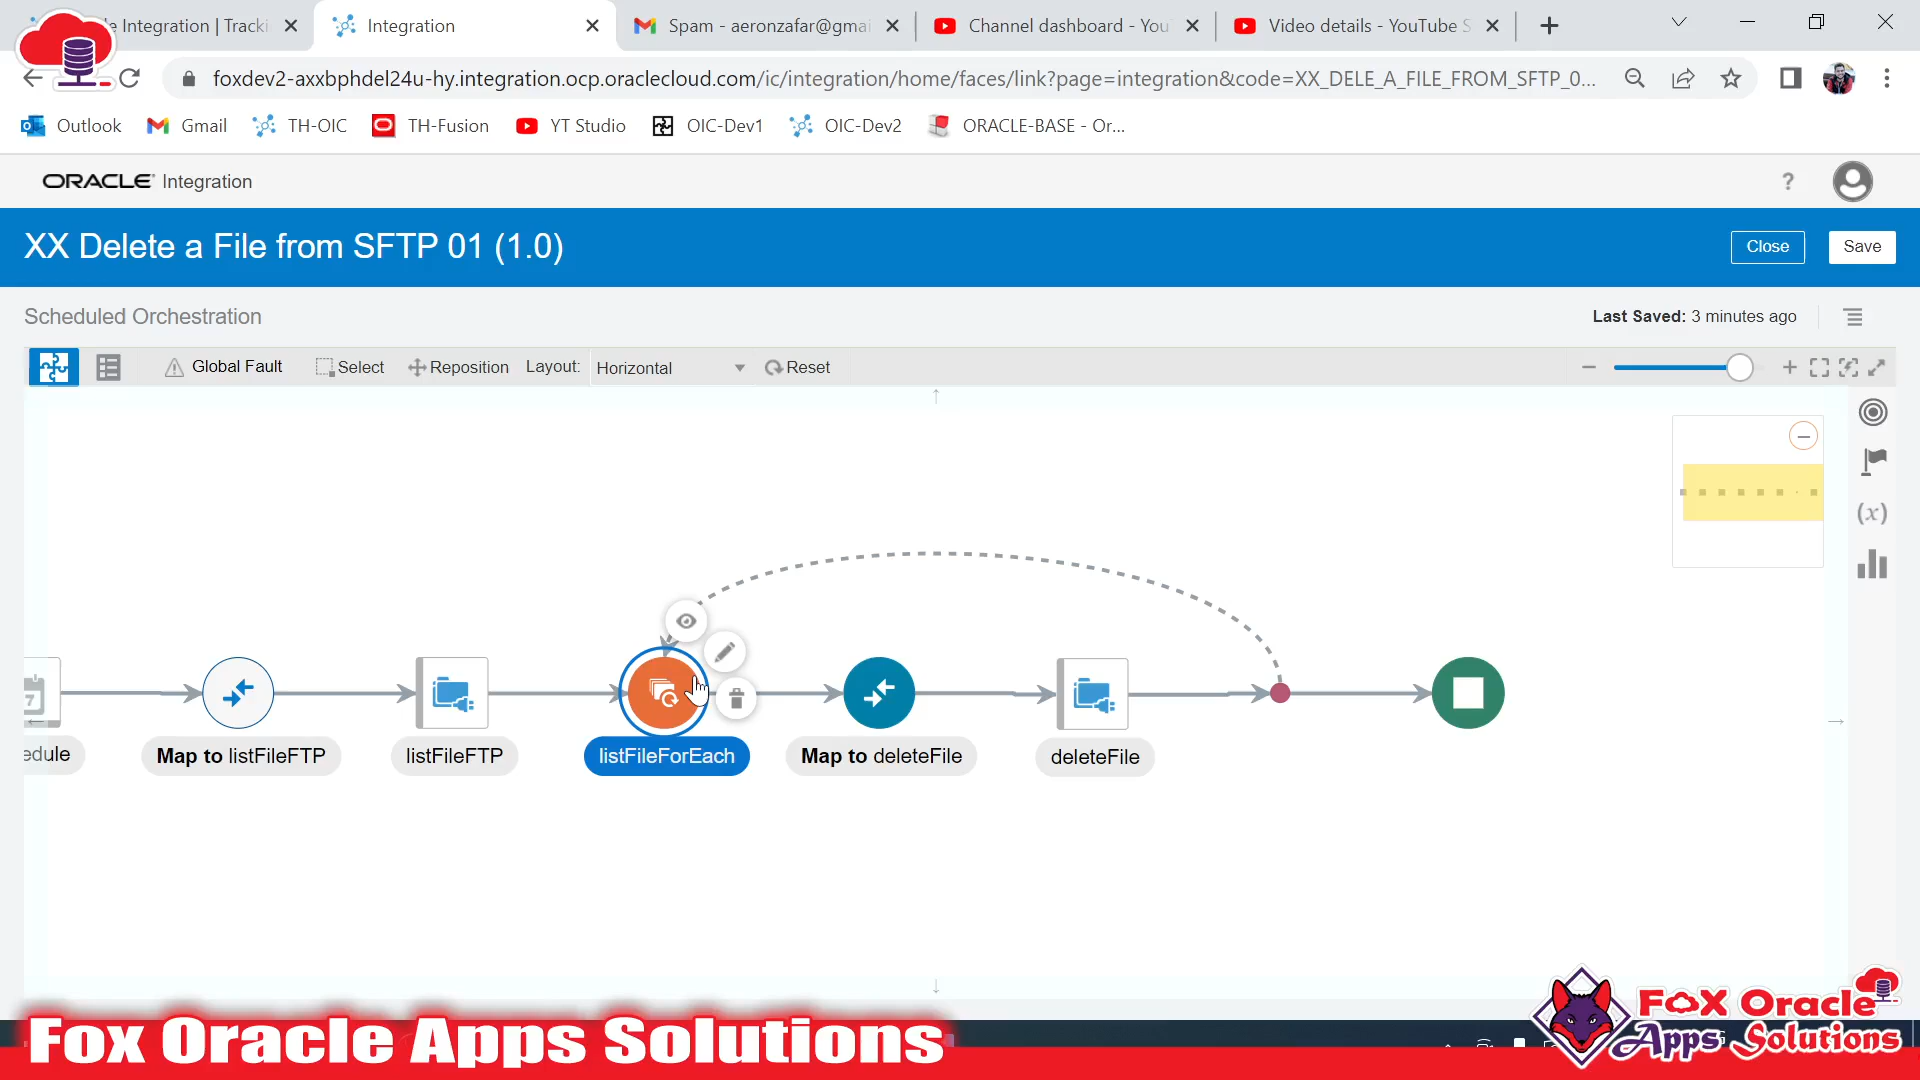 le Integration | Tracki
Integration
Spam - aeronzafar@gmai
Channel dashboard - You
Video details - YouTube S
foxdev2-axxbphdel24u-hy.integration.ocp.oraclecloud.com/ic/integration/home/faces/link?page=integration&code=XX_DELE_A_FILE_FROM_SFTP_0...
Outlook
Gmail
TH-OIC
TH-Fusion
YT Studio
OIC-Dev1
OIC-Dev2
ORACLE-BASE - Or...
ORACLE Integration
?
XX Delete a File from SFTP 01 (1.0)
Close
Save
Scheduled Orchestration
Last Saved: 3 minutes ago
Global Fault
Select
Reposition
Layout:
Horizontal
Reset
(x)
7
edule
Map to listFileFTP
listFileFTP
listFileForEach
Map to deleteFile
deleteFile
Fox Oracle Apps Solutions
FoX Oracle
Apps Solutions